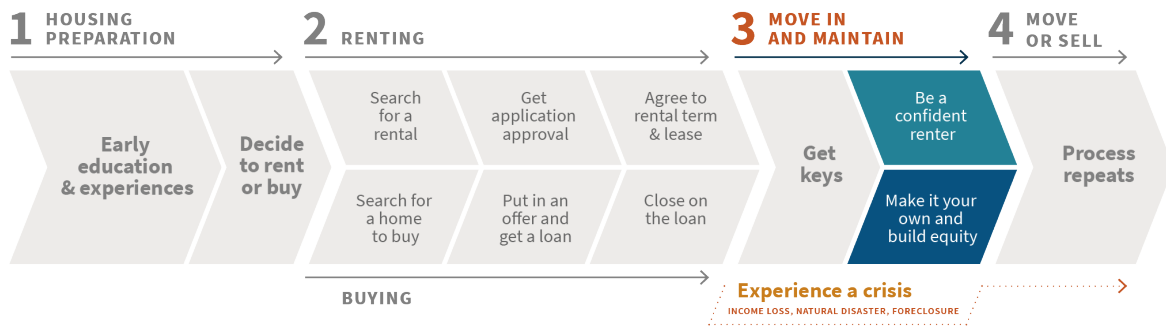 1 HOUSING
PREPARATION
2 RENTING
3 MOVE IN
AND MAINTAIN
4 MOVE
OR SELL
Early
education
& experiences
Decide
to rent
or buy
Search
for a
rental
Get
application
approval
Agree to
rental term
& lease
Search for
a home
to buy
Put in an
offer and
get a loan
Close on
the loan
Get
keys
Be a
confident
renter
Make it your
own and
build equity
Process
repeats
BUYING
Experience a crisis
INCOME LOSS, NATURAL DISASTER, FORECLOSURE